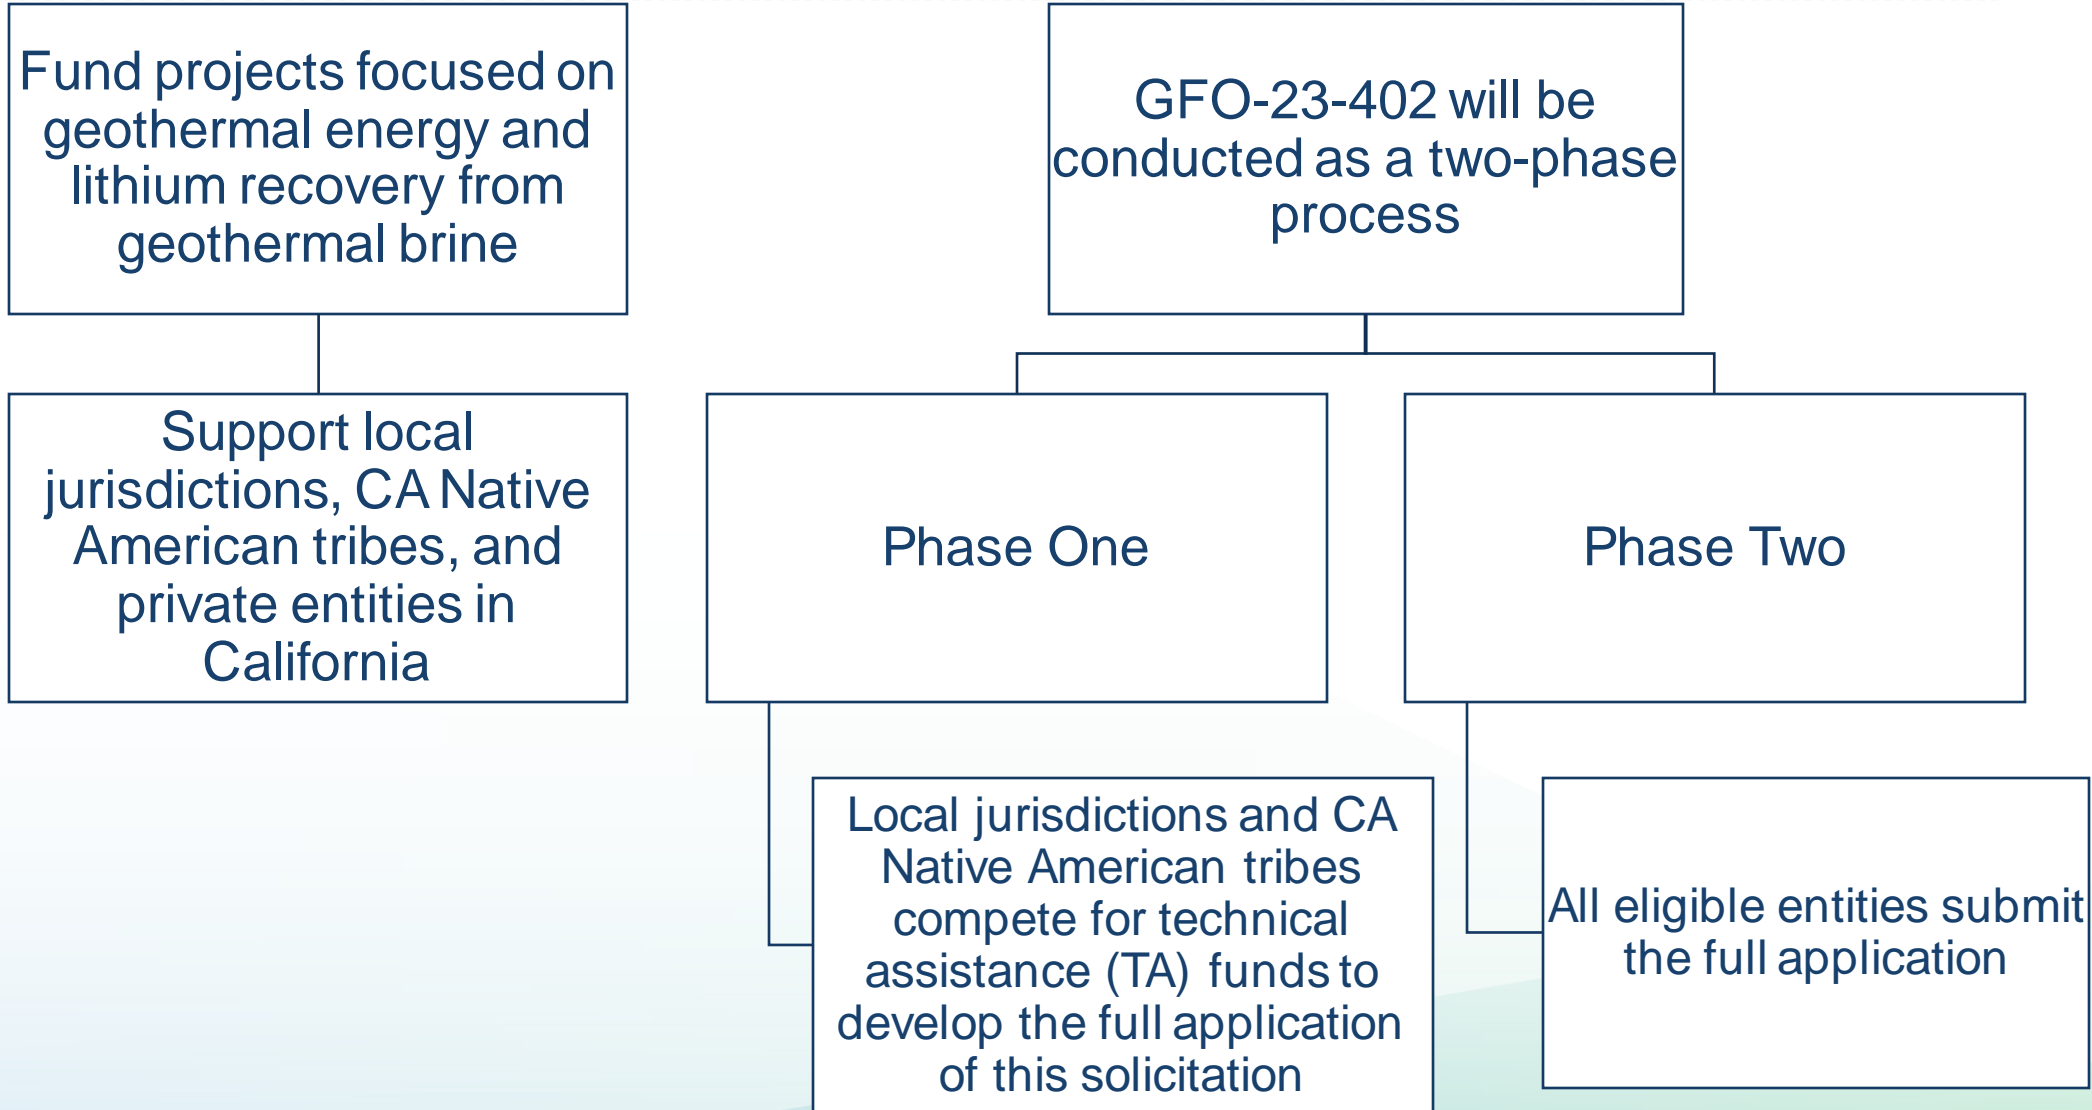 Fund projects focused on
geothermal energy and
lithium recovery from
geothermal brine
Support local
jurisdictions, CA Native
American tribes, and
private entities in
California
GFO-23-402 will be
conducted as a two-phase
process
Phase One
Local jurisdictions and CA
Native American tribes
compete for technical
assistance (TA) funds to
develop the full application
of this solicitation
Phase Two
All eligible entities submit
the full application